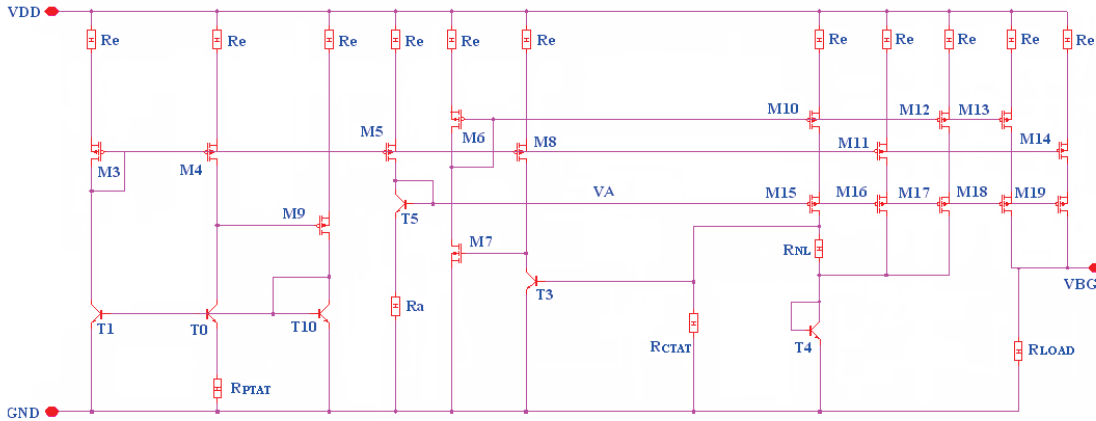 VDD
Re Re Re Re Re Re Re Re Re Re Re
M10 M12 M13
M5 M6 M8 M11 M14
M3 M4
VA M15 M16 M17 M18 M19
T5
M9 M7
RNL
VBG
T3
Ra
T1 T0 T10
RCTAT T4 RLOAD
RPTAT
GND